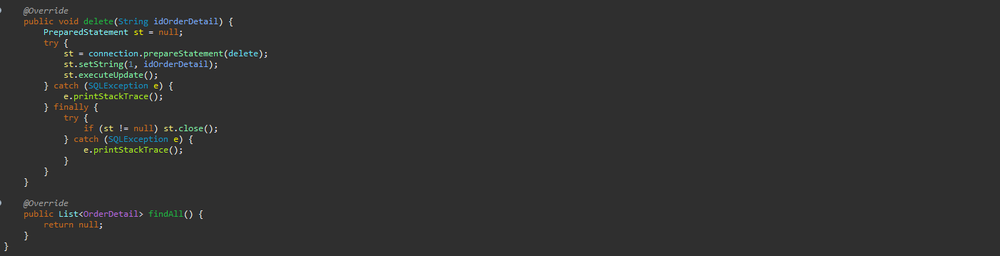 @Override
public void delete(String idOrderDetail) {
PreparedStatement st = null;
try {
st = connection.prepareStatement(delete);
st.setString(1, idOrderDetail);
st.executeUpdate();
} catch (SQLException e) {
e.printStackTrace();
} finally {
try {
if (st != null) st.close();
} catch (SQLException e) {
e.printStackTrace();
}
}
}
@Override
public List<OrderDetail> findAll() {
return null;
}
}